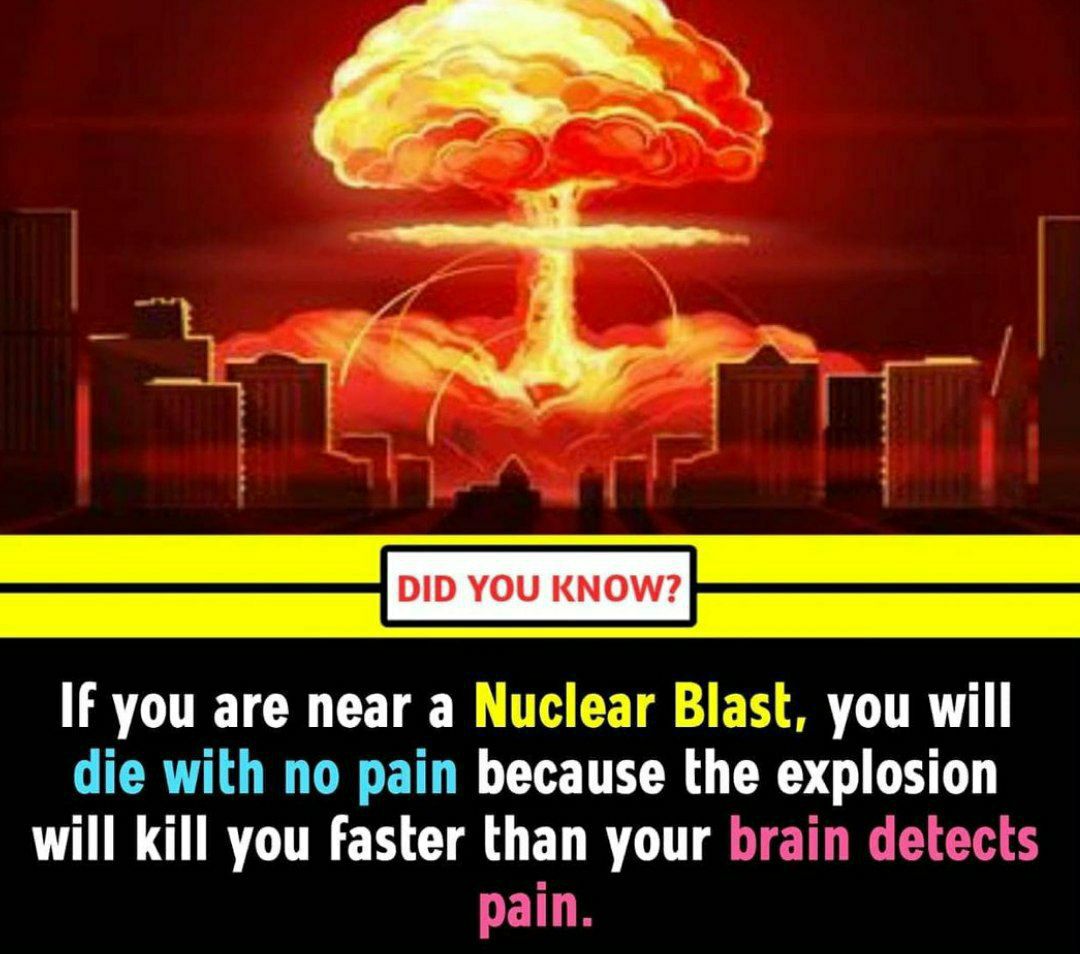 DID YOU KNOW?
If you are near a Nuclear Blast, you will
die with no pain because the explosion
will kill you faster than your brain detects
pain.